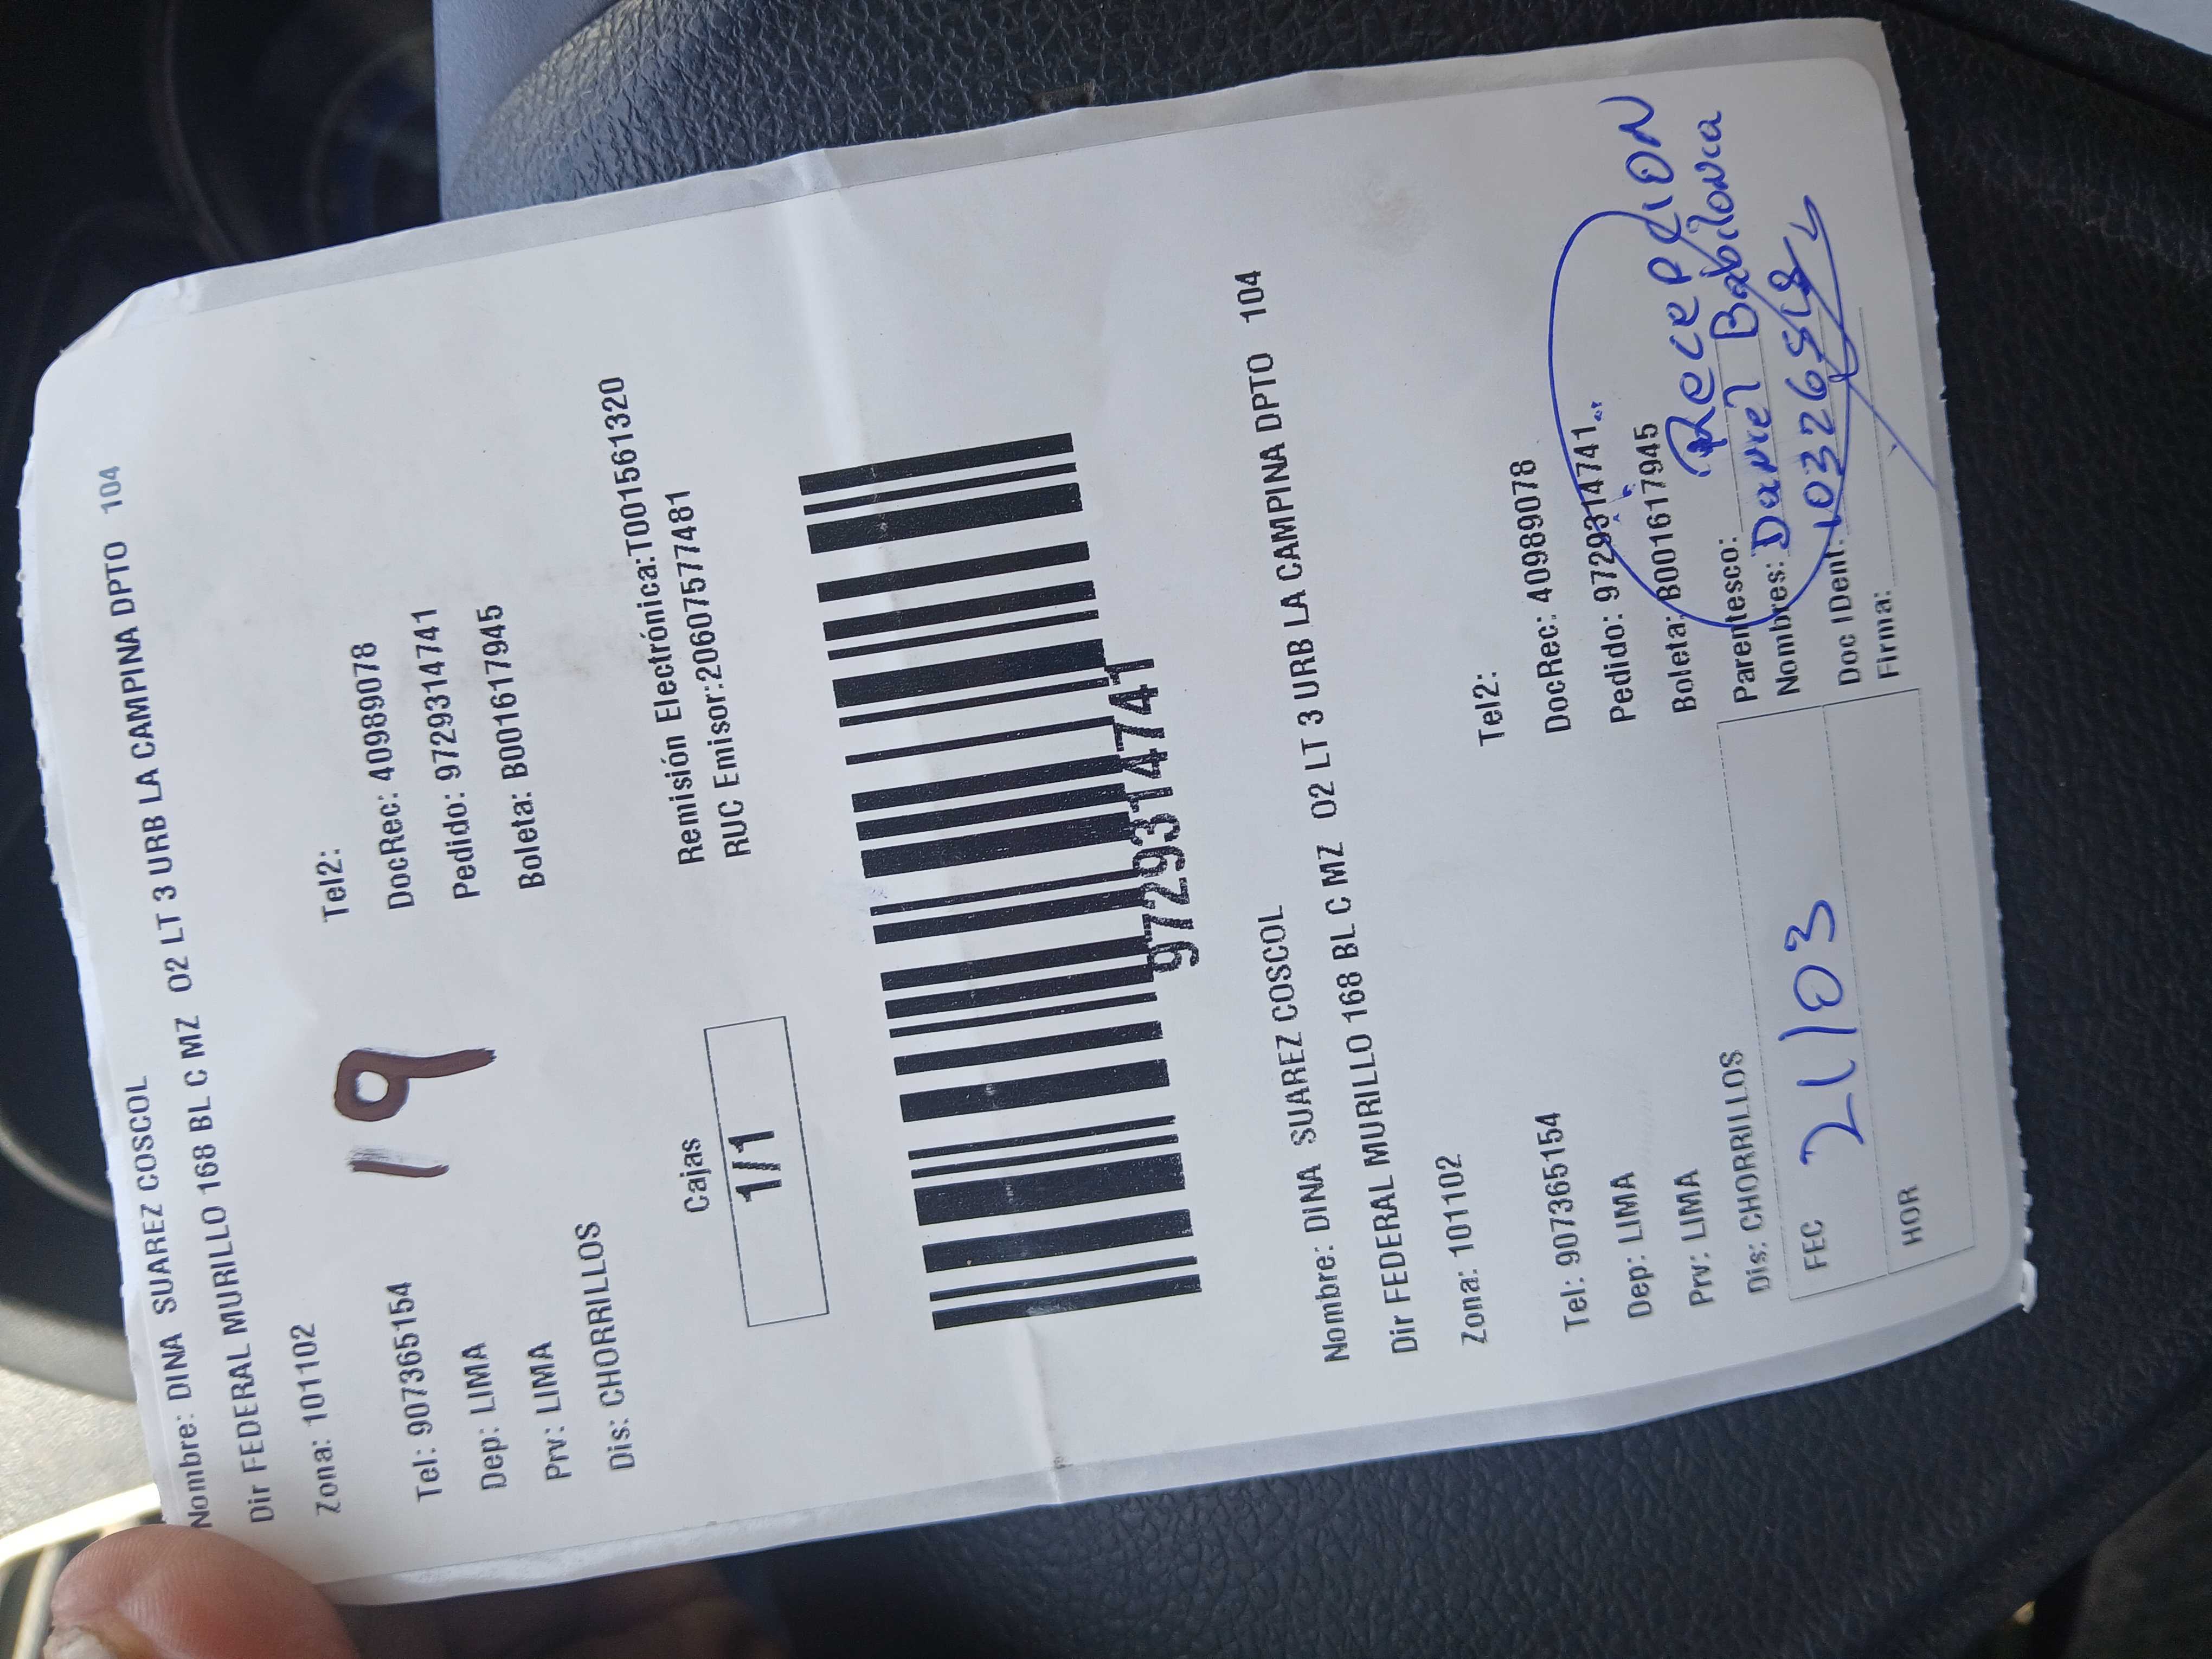 Nombre: DINA SUAREZ COSCOL
Dir FEDERAL MURILLO 168 BL C MZ O2 LT 3 URB LA CAMPINA DPTO 104
Zona: 101102
19
Tel: 907365154
Tel2:
Dep: LIMA
DocRec: 40989078
Prv: LIMA
Pedido: 97293147​41
Dis: CHORRILLOS
Boleta: B001617945
Cajas
1/1
Remisión Electrónica:T001561320
RUC Emisor:20607577481
9729314741
Nombre: DINA SUAREZ COSCOL
Dir FEDERAL MURILLO 168 BL C MZ O2 LT 3 URB LA CAMPINA DPTO 104
Zona: 101102
Tel: 907365154
Tel2:
Dep: LIMA
DocRec: 40989078
Prv: LIMA
Pedido: 9729314741
Dis: CHORRILLOS
Boleta: B001617945
FEC 21/03
HOR
Parentesco: RecePcioN
Nombres: Daniel Babilonia
Doc IDent:
Firma: